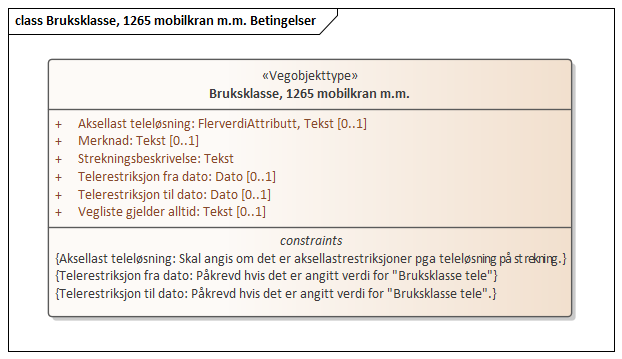 class Bruksklasse, 1265 mobilkran m.m. Betingelser
«Vegobjekttype»
Bruksklasse, 1265 mobilkran m.m.
+ Aksellast teleløsning: FlerverdiAttributt, Tekst [0..1]
+ Merknad: Tekst [0..1]
+ Strekningsbeskrivelse: Tekst
+ Telerestriksjon fra dato: Dato [0..1]
+ Telerestriksjon til dato: Dato [0..1]
+ Vegliste gjelder alltid: Tekst [0..1]
constraints
{Aksellast teleløsning: Skal angis om det er aksellastrestriksjoner pga teleløsning på strekning.}
{Telerestriksjon fra dato: Påkrevd hvis det er angitt verdi for "Bruksklasse tele"}
{Telerestriksjon til dato: Påkrevd hvis det er angitt verdi for "Bruksklasse tele".}